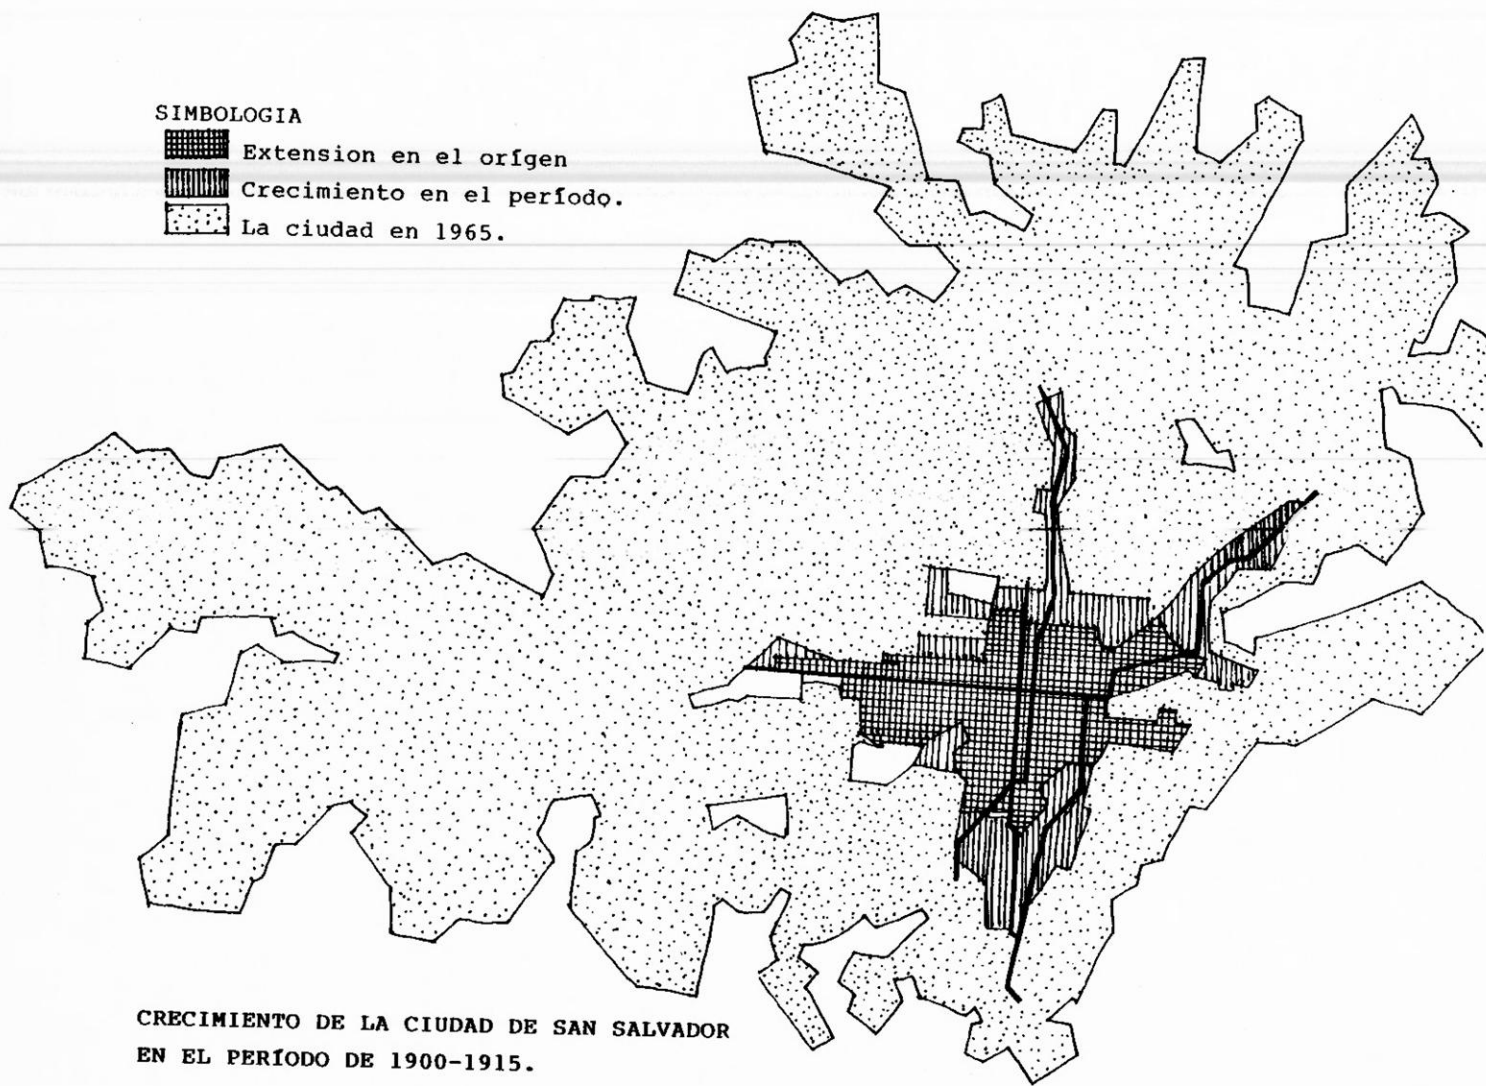 SIMBOLOGIA
Extension en el orígen
Crecimiento en el período.
La ciudad en 1965.
CRECIMIENTO DE LA CIUDAD DE SAN SALVADOR
EN EL PERÍODO DE 1900-1915.